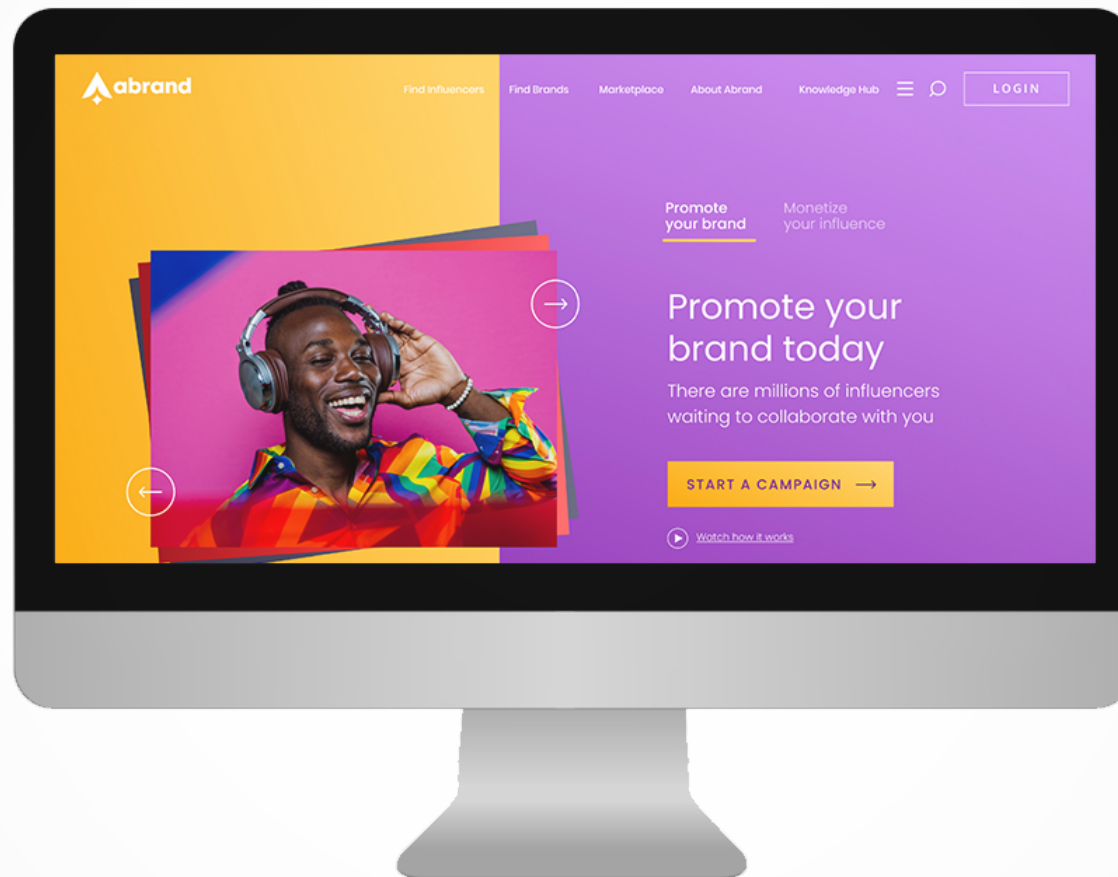 abrand
Find Influencers
Find Brands
Marketplace
About Abrand
Knowledge Hub
LOGIN
Promote
your brand
Monetize
your influence
Promote your
brand today
There are millions of influencers
waiting to collaborate with you
START A CAMPAIGN
Watch how it works